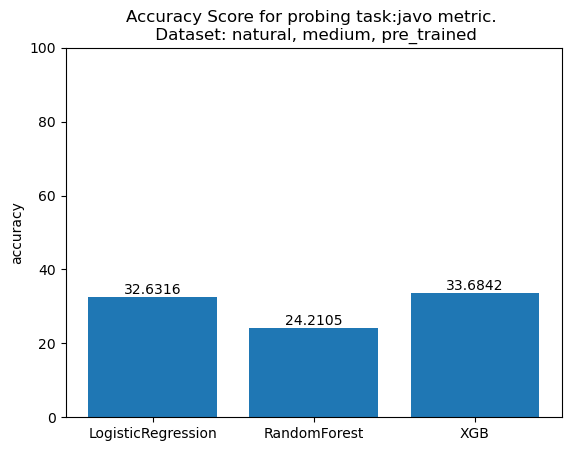 Accuracy Score for probing task:javo metric.
Dataset: natural, medium, pre_trained
100
80
60
40
20
0
accuracy
32.6316
24.2105
33.6842
LogisticRegression
RandomForest
XGB